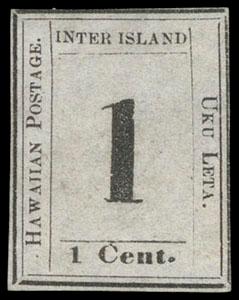 INTER ISLAND
HAWAIIAN POSTAGE.
1
UKU LETA.
1 Cent.